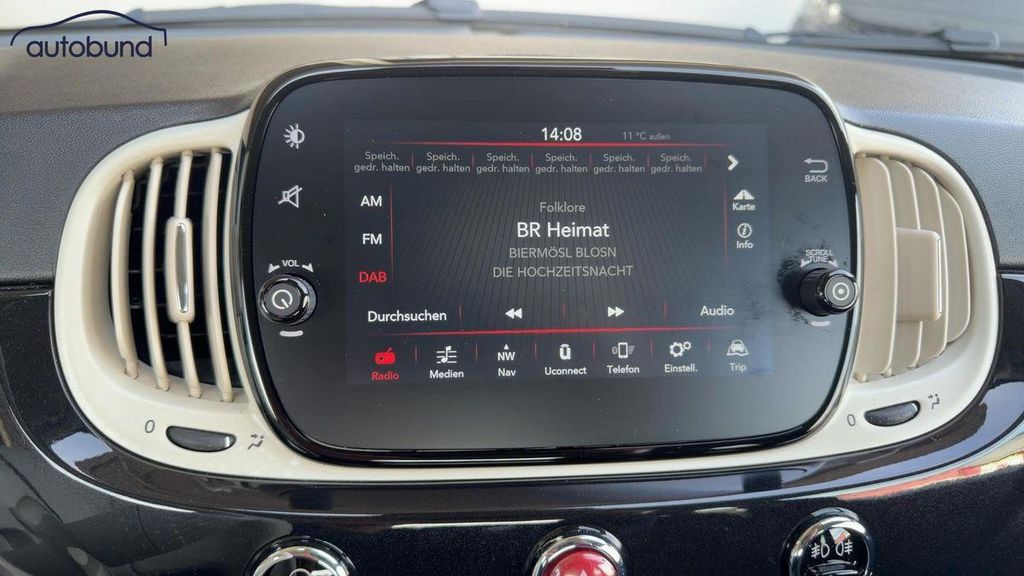 autobund
14:08 11 °C außen
Speich. gedr. halten
Speich. gedr. halten
Speich. gedr. halten
Speich. gedr. halten
Speich. gedr. halten
Speich. gedr. halten
BACK
AM
Karte
Folklore
BR Heimat
FM
Info
BIERMÖSL BLOSN
DIE HOCHZEITSNACHT
DAB
VOL
SCROLL
TUNE
Durchsuchen
Audio
NW
Radio
Medien
Nav
Uconnect
Telefon
Einstell.
Trip
0
0